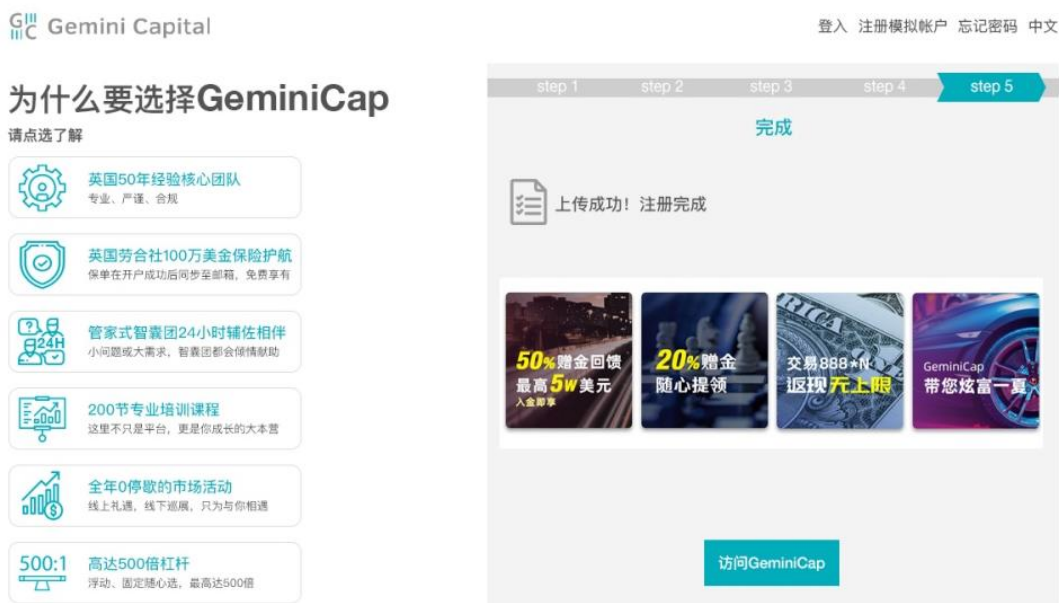 Gemini Capital
登入 注册模拟帐户 忘记密码 中文
为什么要选择GeminiCap
请点选了解
英国50年经验核心团队
专业、严谨、合规
英国劳合社100万美金保险护航
保单在开户成功后同步至邮箱，免费享有
24H
管家式智囊团24小时辅佐相伴
小问题或大需求，智囊团都会倾情献助
200节专业培训课程
这里不只是平台，更是你成长的大本营
全年0停歇的市场活动
线上礼遇，线下巡展，只为与你相遇
500:1
高达500倍杠杆
浮动、固定随心选，最高达500倍
step 1 step 2 step 3 step 4 step 5
完成
上传成功！注册完成
50%赠金回馈
最高5w美元
入金即享
20%赠金
随心提领
RICA
交易888*N
返现无上限
GeminiCap
带您炫富一夏
访问GeminiCap